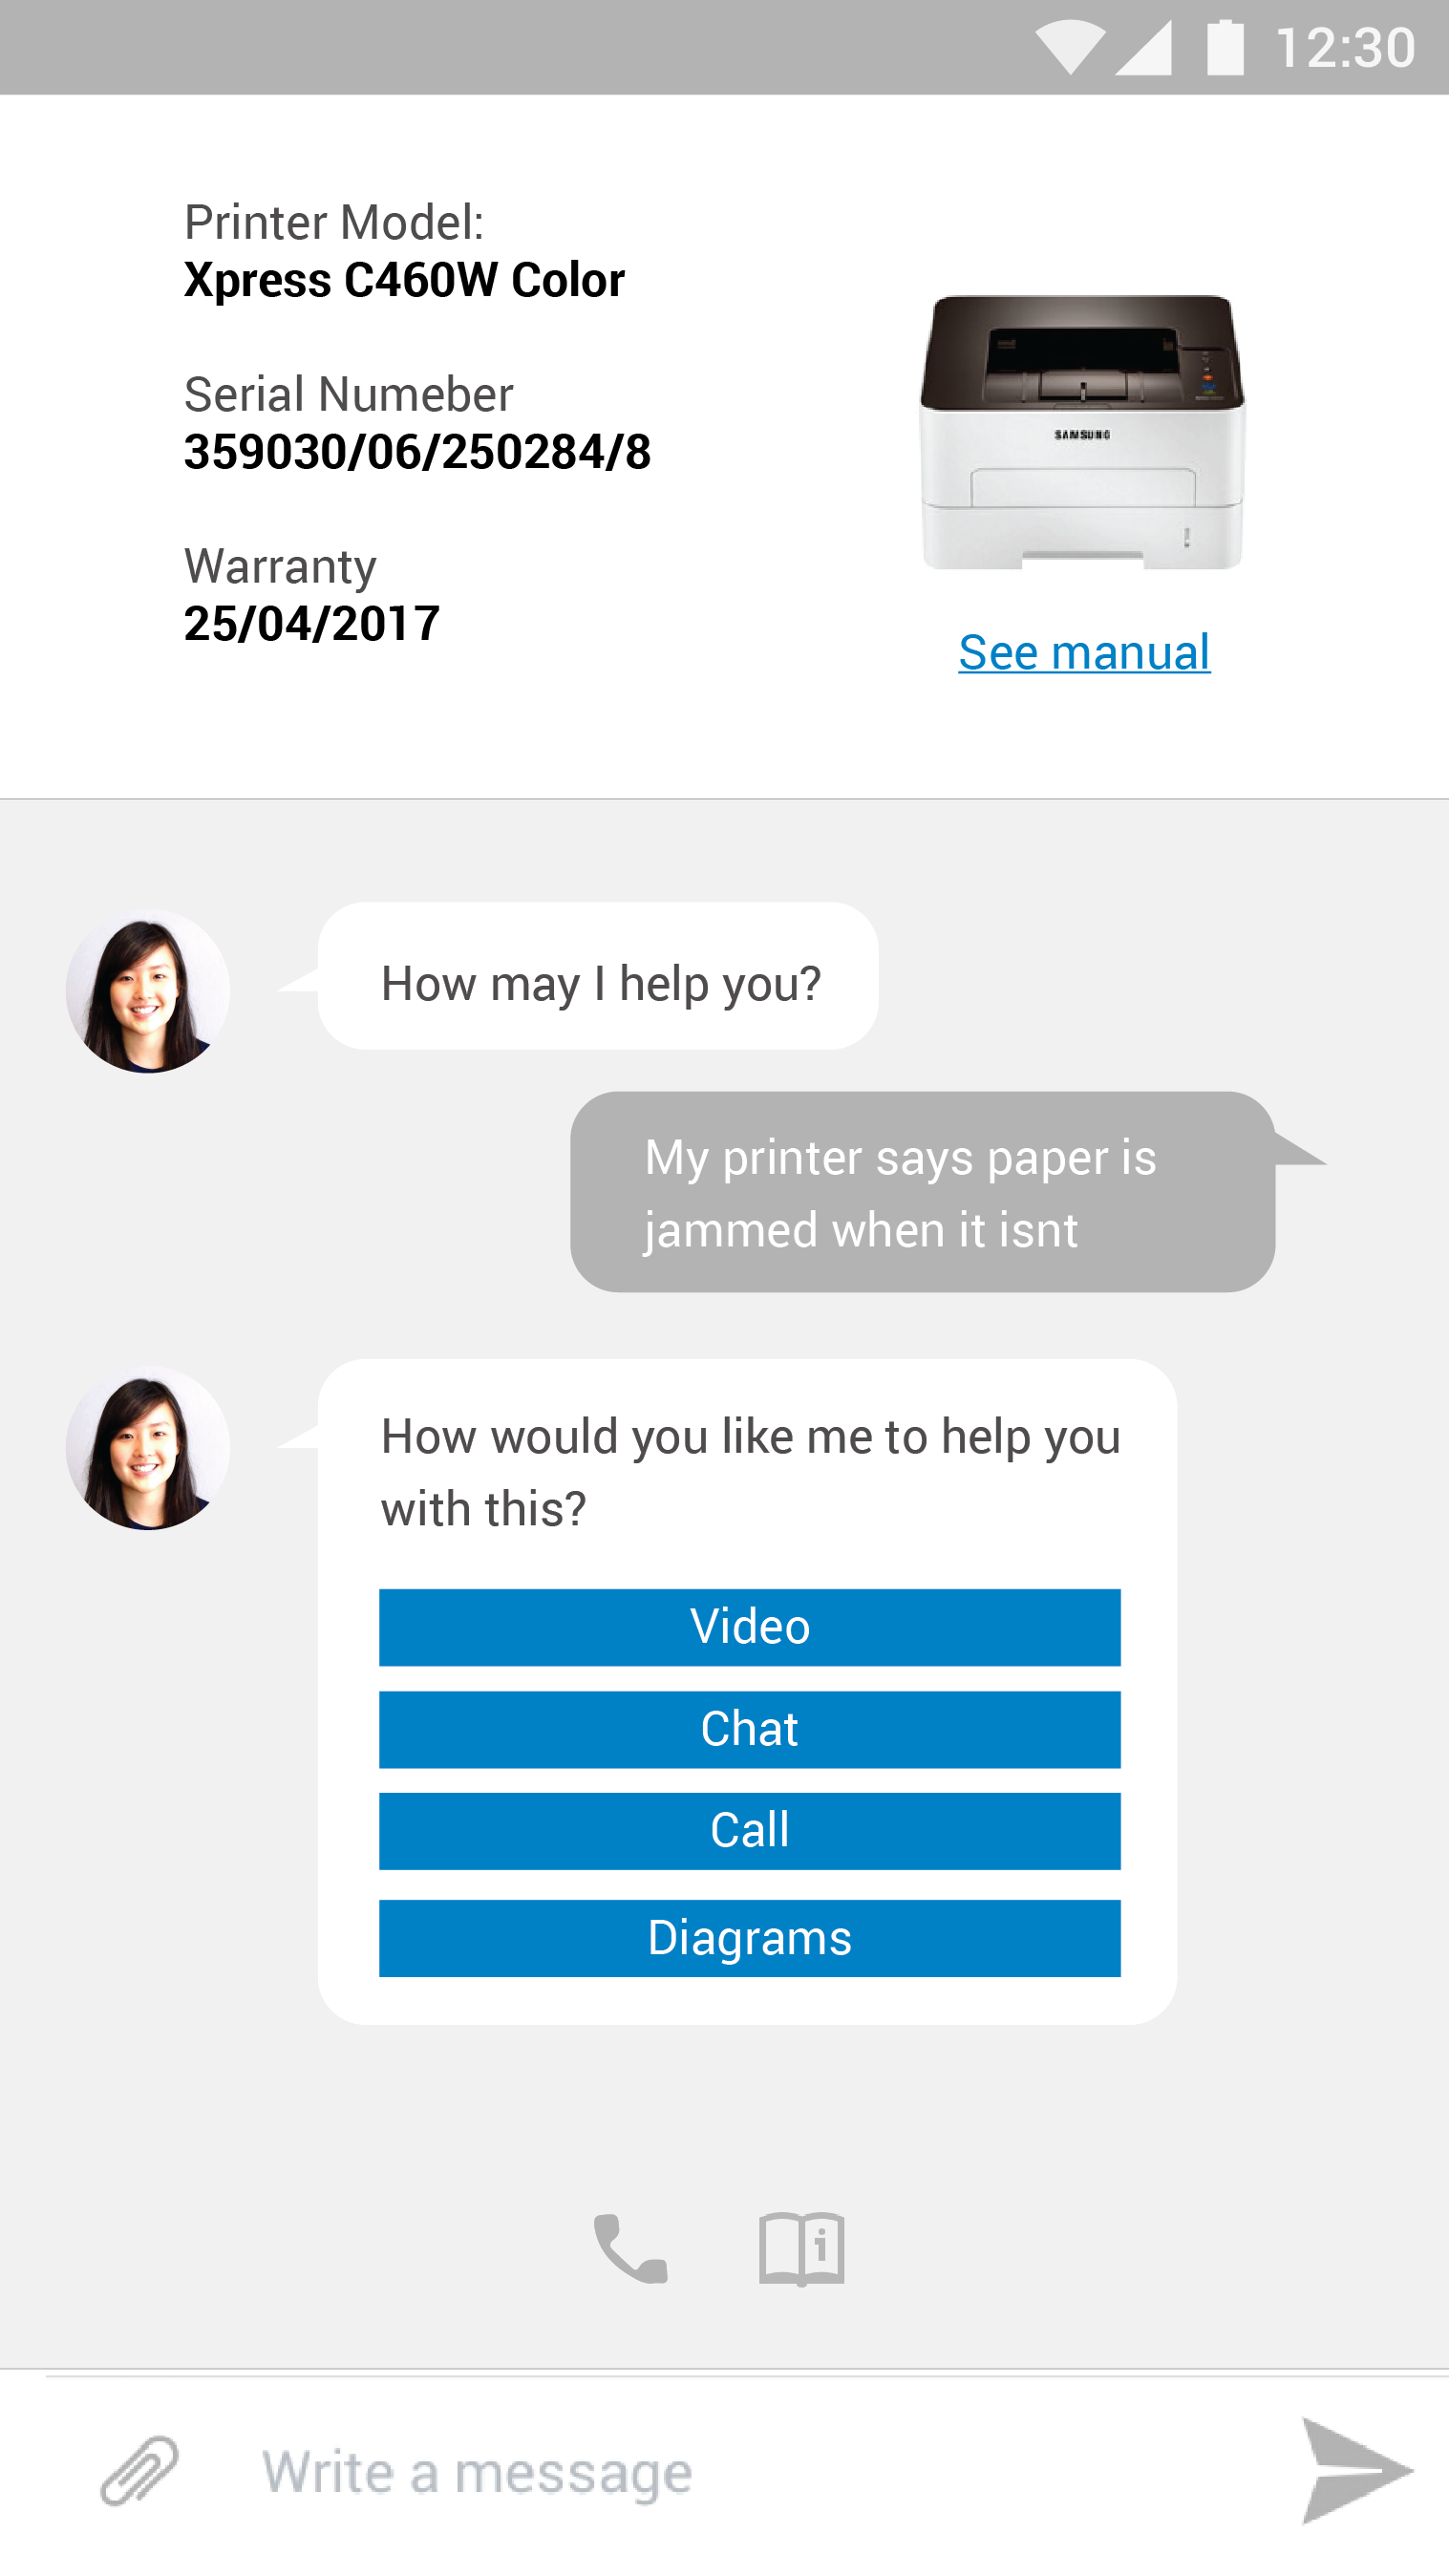 12:30
Printer Model:
Xpress C460W Color
Serial Numeber
359030/06/250284/8
Warranty
25/04/2017
SAMSUNG
See manual
How may I help you?
My printer says paper is
jammed when it isnt
How would you like me to help you
with this?
Video
Chat
Call
Diagrams
Write a message